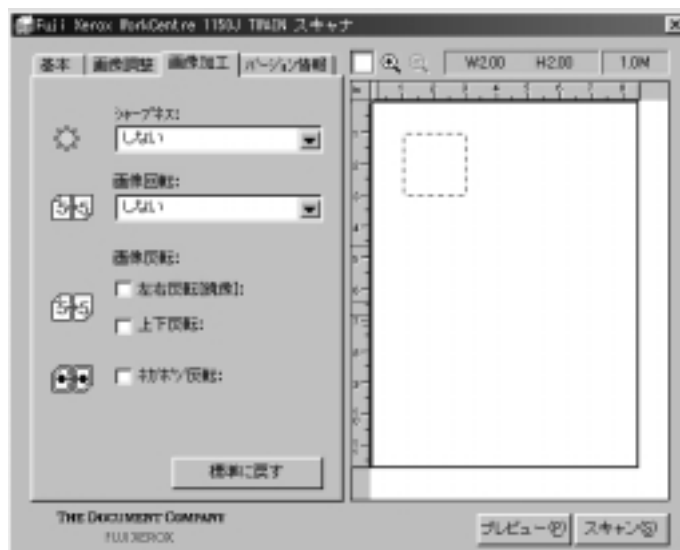 Fuji Xerox WorkCentre 1150J TWAIN スキャナ
基本 画像調整 画像加工 バージョン情報
W2.00 H2.00 1.0M
シャープネス:
しない
画像回転:
しない
画像反転:
左右反転[鏡像]:
上下反転:
ネガポジ反転:
標準に戻す
THE DOCUMENT COMPANY
FUJI XEROX
プレビュー(P) スキャン(S)